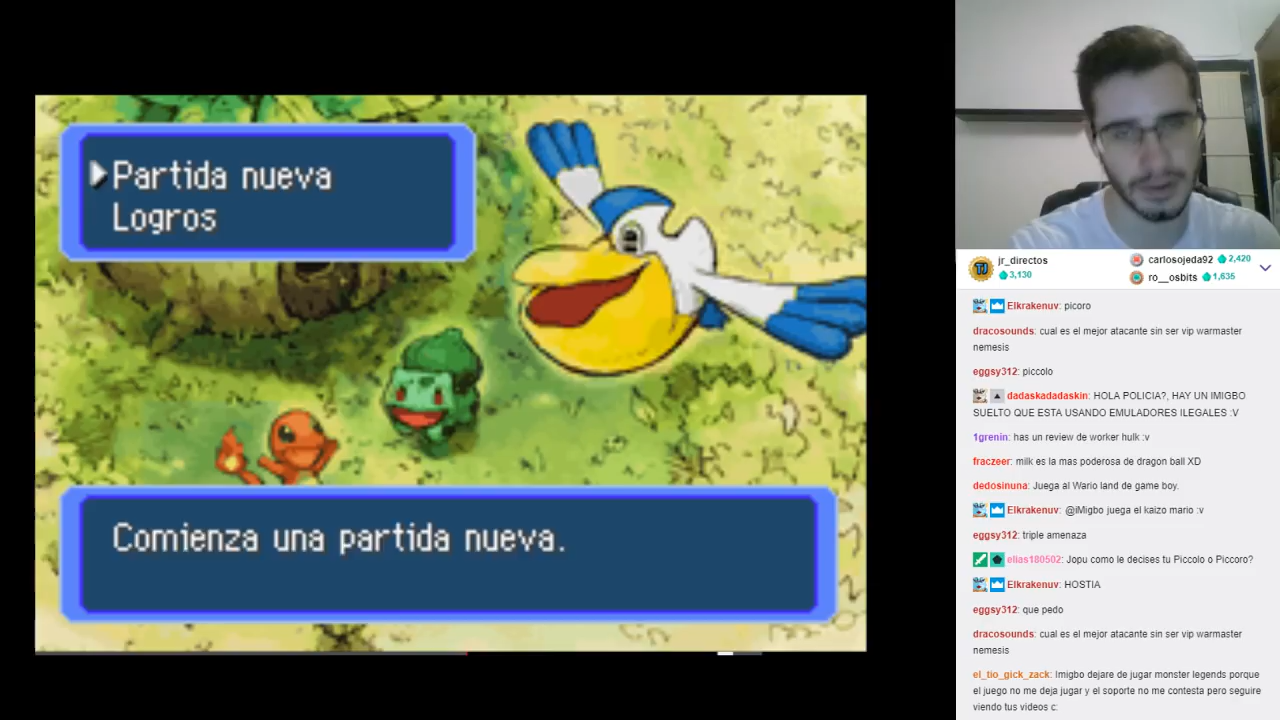 Partida nueva
Logros
Comienza una partida nueva.
jr_directos
3,130
carlosojeda92 2,420
ro__osbits 1,635
Elkrakenuv: picoro
dracosounds: cual es el mejor atacante sin ser vip warmaster
nemesis
eggsy312: piccolo
dadaskadadaskin: HOLA POLICIA?, HAY UN IMIGBO
SUELTO QUE ESTA USANDO EMULADORES ILEGALES :V
1grenin: has un review de worker hulk :v
fraczeer: milk es la mas poderosa de dragon ball XD
dedosinuna: Juega al Wario land de game boy.
Elkrakenuv: @iMigbo juega el kaizo mario :v
eggsy312: triple amenaza
elias180502: Jopu como le decises tu Piccolo o Piccoro?
Elkrakenuv: HOSTIA
eggsy312: que pedo
dracosounds: cual es el mejor atacante sin ser vip warmaster
nemesis
el_tio_gick_zack: Imigbo dejare de jugar monster legends porque
el juego no me deja jugar y el soporte no me contesta pero seguire
viendo tus videos c: